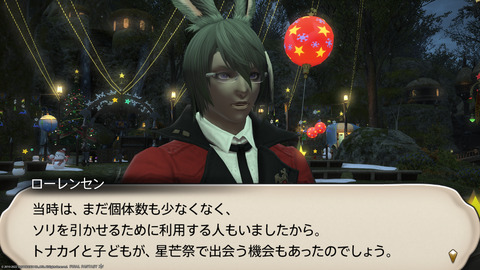 ローレンセン
当時は、まだ個体数も少なくなく、
ソリを引かせるために利用する人もいましたから。
トナカイと子どもが、星芒祭で出会う機会もあったのでしょう。
FINAL FANTASY XIV